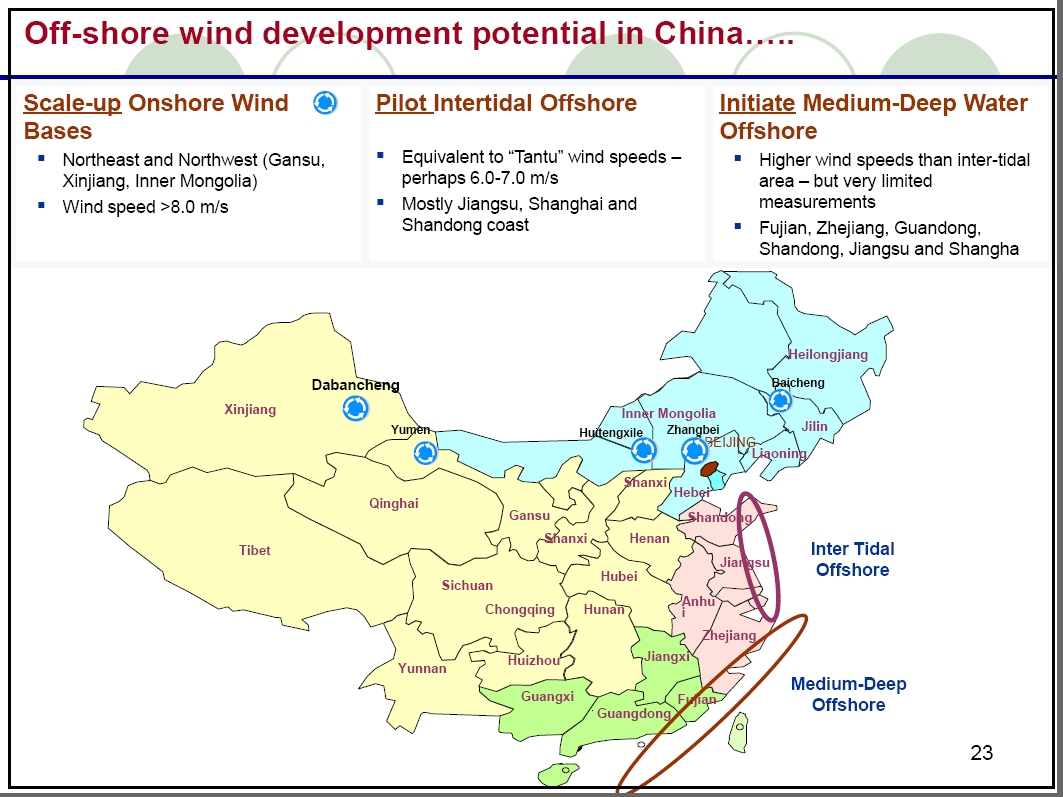 Off-shore wind development potential in China…..
Scale-up Onshore Wind
Bases
▪ Northeast and Northwest (Gansu,
Xinjiang, Inner Mongolia)
▪ Wind speed >8.0 m/s
Pilot Intertidal Offshore
▪ Equivalent to “Tantu” wind speeds –
perhaps 6.0-7.0 m/s
▪ Mostly Jiangsu, Shanghai and
Shandong coast
Initiate Medium-Deep Water
Offshore
▪ Higher wind speeds than inter-tidal
area – but very limited
measurements
▪ Fujian, Zhejiang, Guandong,
Shandong, Jiangsu and Shangha
Heilongjiang
Baicheng
Dabancheng
Xinjiang
Inner Mongolia
Jilin
Yumen
Huitengxile
Zhangbei
BEIJING
Liaoning
Shanxi
Hebei
Qinghai
Gansu
Shandong
Shanxi
Henan
Tibet
Jiangsu
Inter Tidal
Offshore
Sichuan
Hubei
Chongqing
Hunan
Anhu
i
Zhejiang
Yunnan
Huizhou
Jiangxi
Guangxi
Fujian
Guangdong
Medium-Deep
Offshore
23